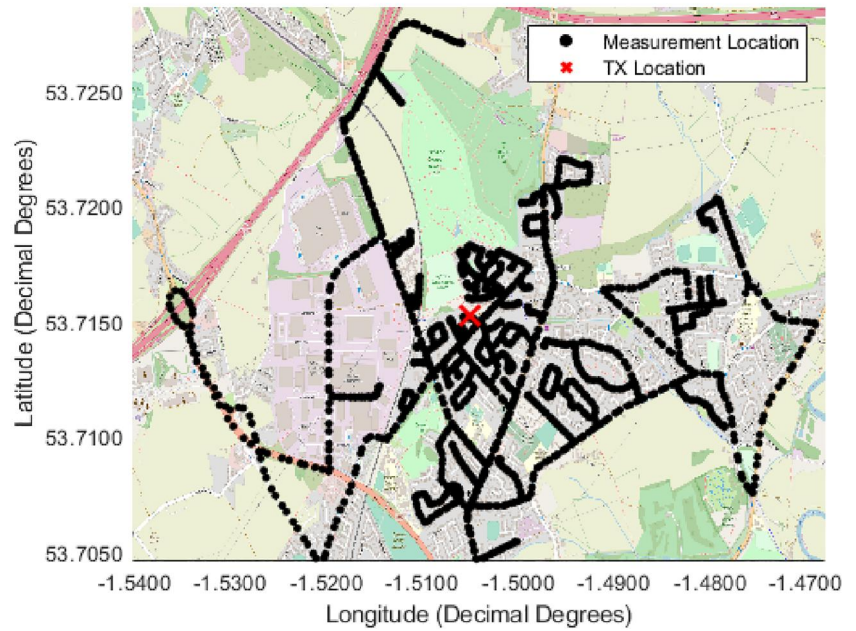 Measurement Location
TX Location
53.7250
53.7200
53.7150
53.7100
53.7050
Latitude (Decimal Degrees)
-1.5400 -1.5300 -1.5200 -1.5100 -1.5000 -1.4900 -1.4800 -1.4700
Longitude (Decimal Degrees)